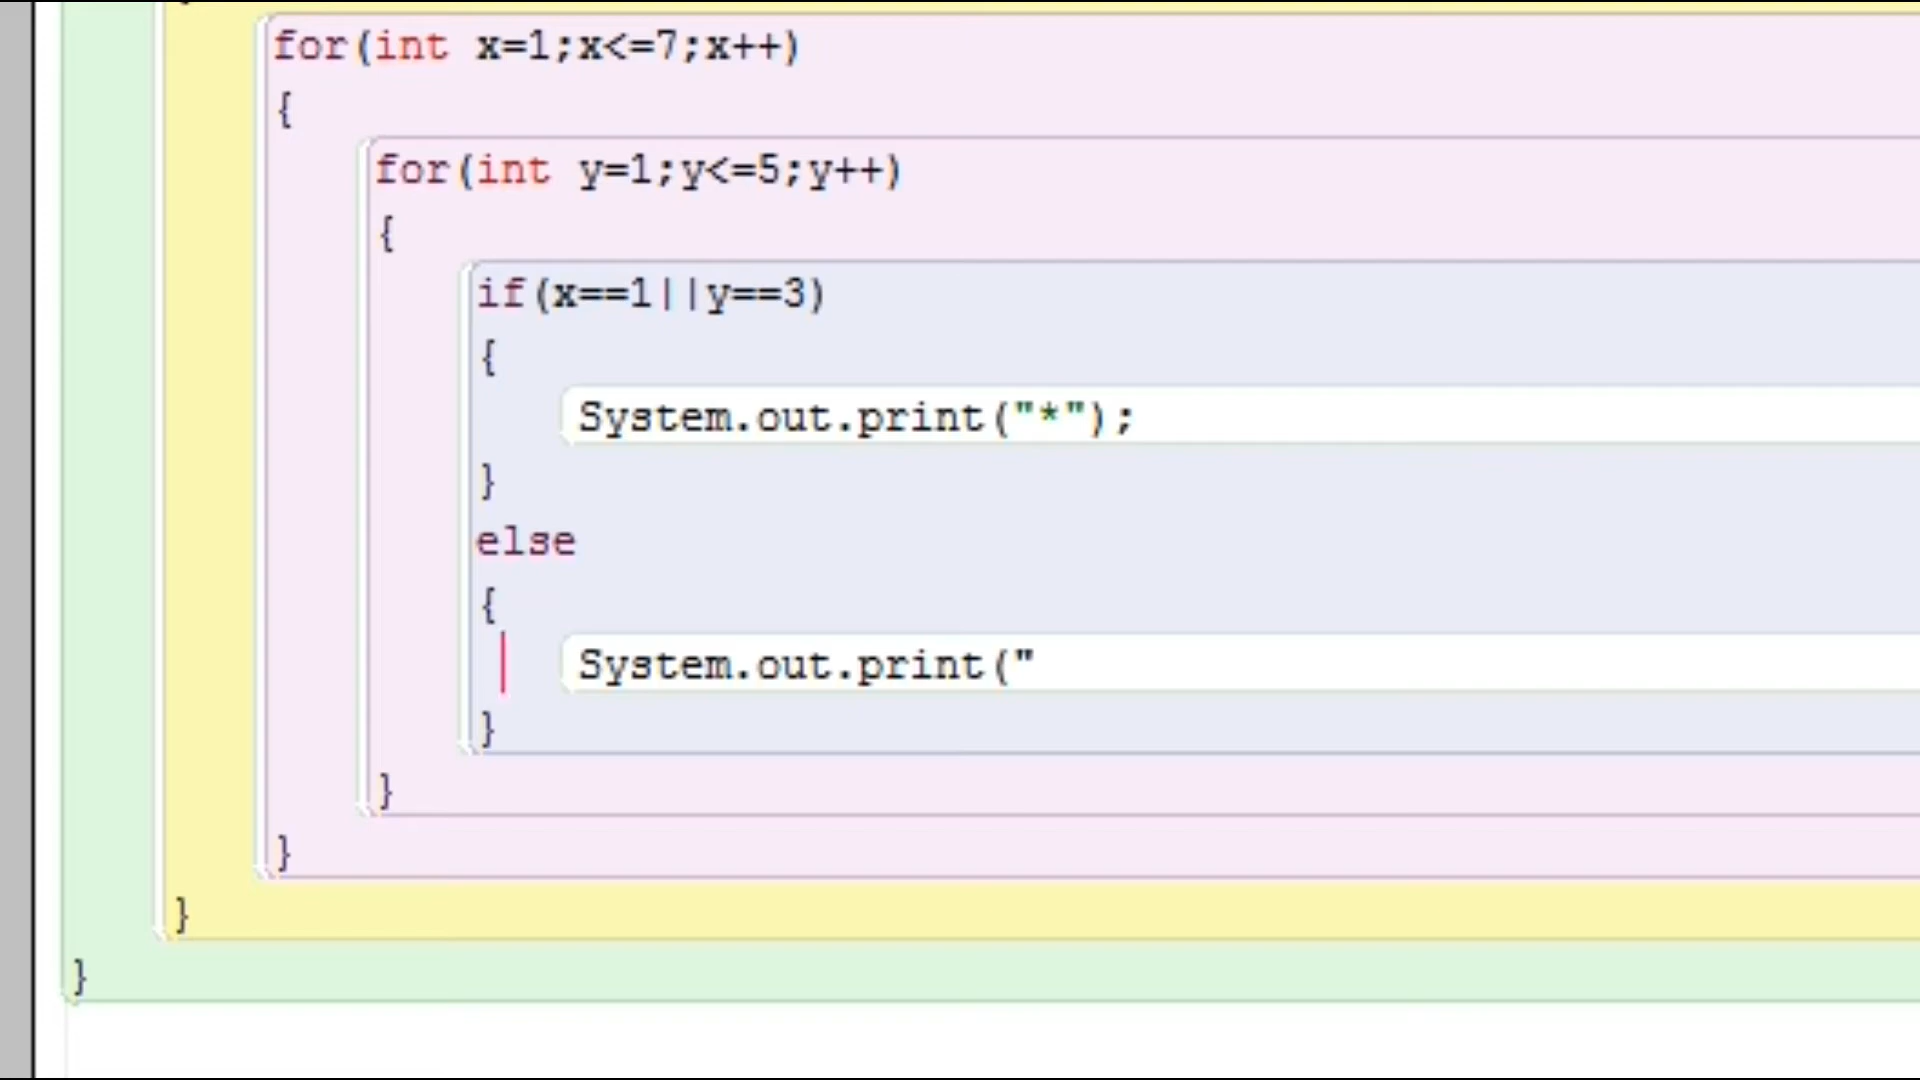 for(int x=1;x<=7;x++)
{
for(int y=1;y<=5;y++)
{
if(x==1||y==3)
{
System.out.print("*");
}
else
{
System.out.print("
}
}
}
}
}